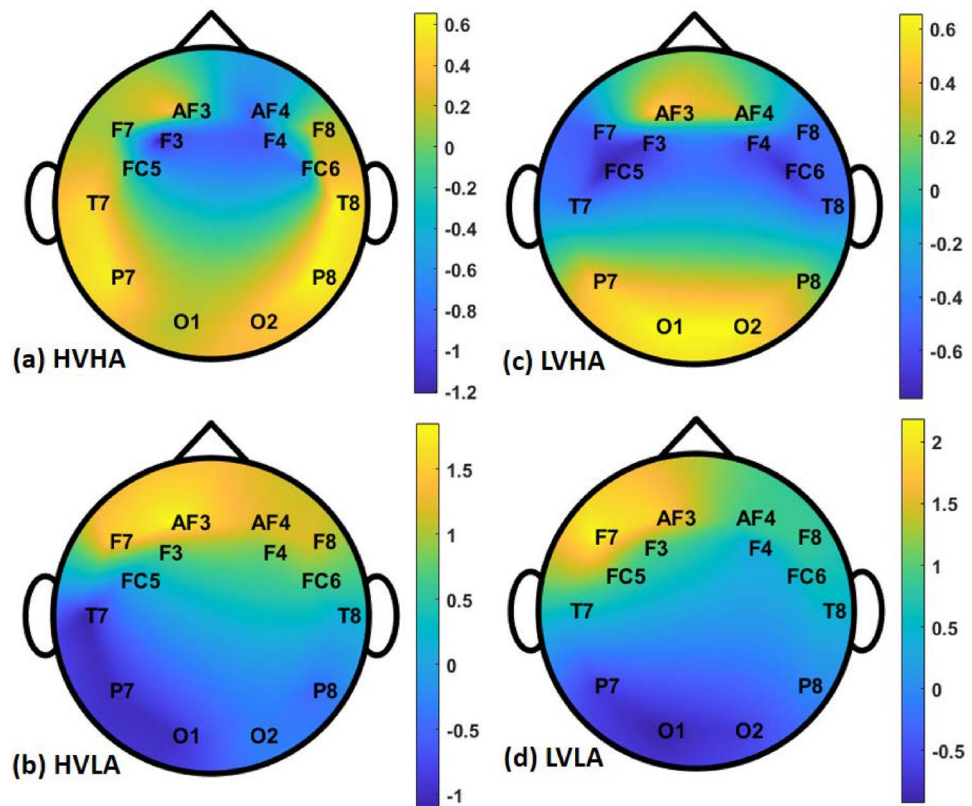 AF3 AF4
F7 F3 F4 F8
FC5 FC6
T7 T8
P7 P8
O1 O2
(a) HVHA
0.6
0.4
0.2
0
-0.2
-0.4
-0.6
-0.8
-1
-1.2
AF3 AF4
F7 F3 F4 F8
FC5 FC6
T7 T8
P7 P8
O1 O2
(c) LVHA
0.6
0.4
0.2
0
-0.2
-0.4
-0.6
AF3 AF4
F7 F3 F4 F8
FC5 FC6
T7 T8
P7 P8
O1 O2
(b) HVLA
1.5
1
0.5
0
-0.5
-1
AF3 AF4
F7 F3 F4 F8
FC5 FC6
T7 T8
P7 P8
O1 O2
(d) LVLA
2
1.5
1
0.5
0
-0.5